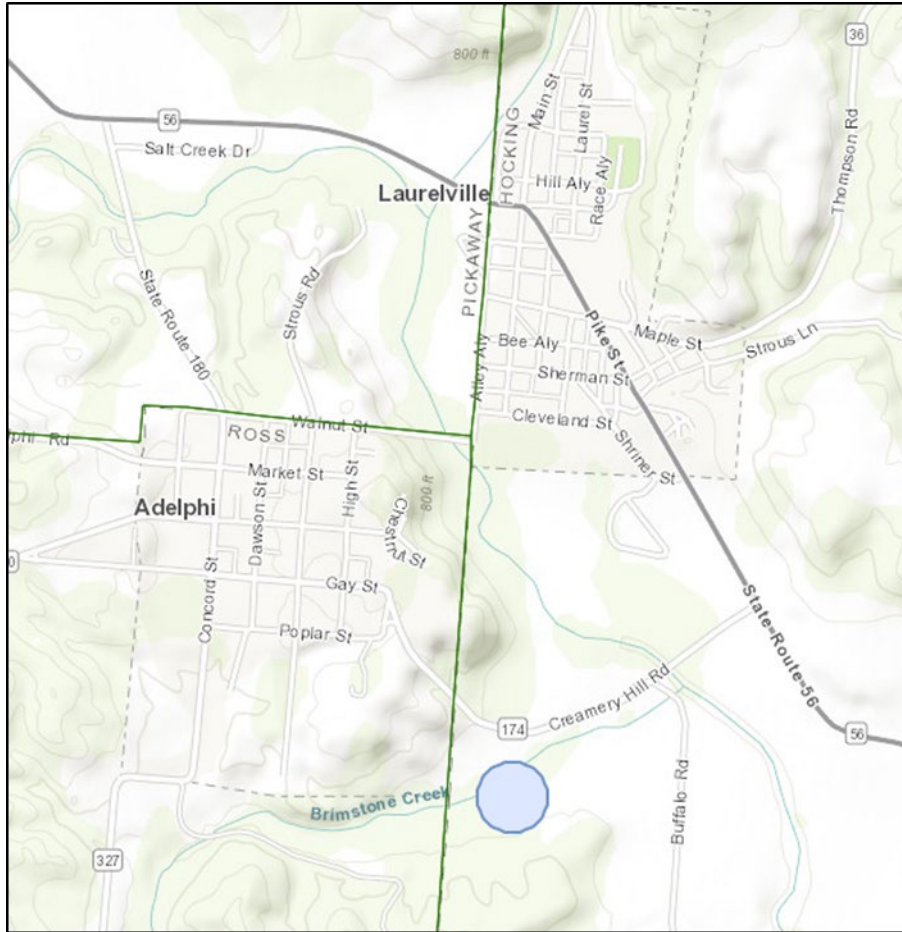 800 ft
36
Main St
Laurel St
HOCKING
56
Salt Creek Dr
Thompson Rd
Hill Aly
Race Aly
Laurelville
PICKAWAY
Strous Rd
State Route 180
Pike St
Maple St
Strous Ln
Bee Aly
Alley Aly
Sherman St
Cleveland St
Walnut St
ROSS
Shriner St
Market St
High St
800 ft
Dawson St
Chestnut St
Adelphi
Gay St
Concord St
Poplar St
State=Route=56
Creamery Hill Rd
174
56
Brimstone Creek
Buffalo Rd
327